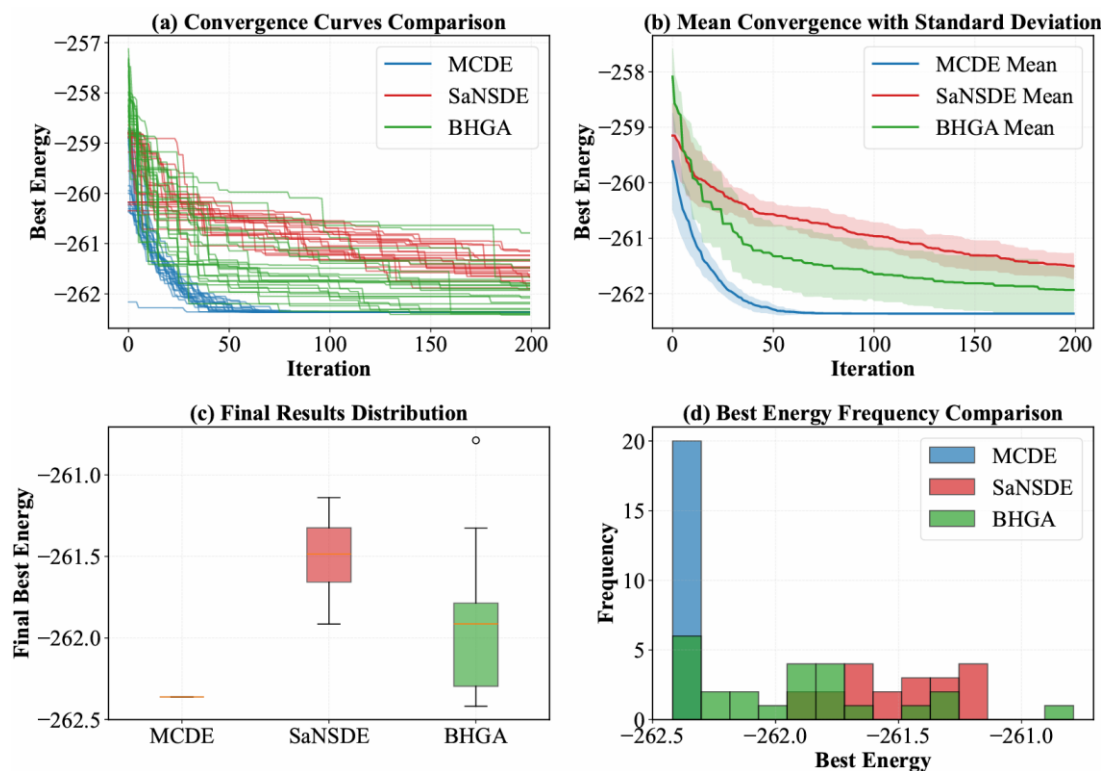 (a) Convergence Curves Comparison
−257
−258
−259
−260
−261
−262
Best Energy
MCDE
SaNSDE
BHGA
0
50
100
150
200
Iteration
(b) Mean Convergence with Standard Deviation
−258
−259
−260
−261
−262
Best Energy
MCDE Mean
SaNSDE Mean
BHGA Mean
0
50
100
150
200
Iteration
(c) Final Results Distribution
−261.0
−261.5
−262.0
−262.5
Final Best Energy
MCDE
SaNSDE
BHGA
(d) Best Energy Frequency Comparison
20
15
10
5
0
Frequency
MCDE
SaNSDE
BHGA
−262.5
−262.0
−261.5
−261.0
Best Energy